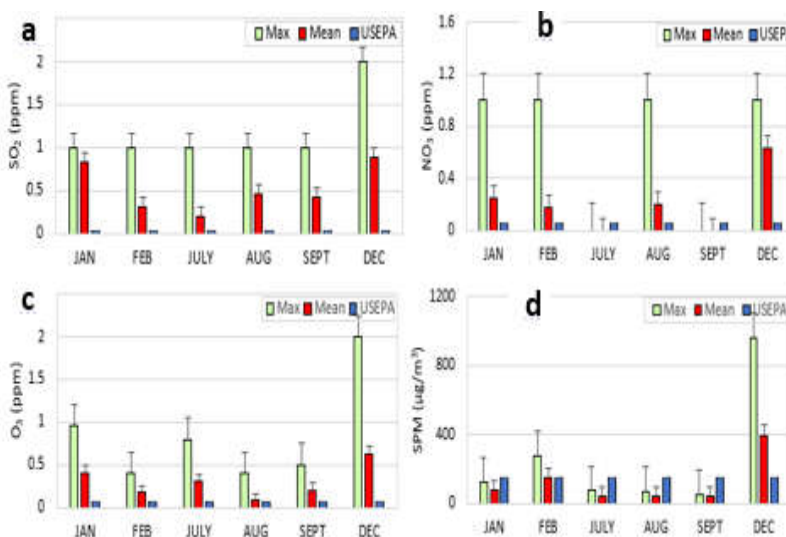 a
Max Mean USEPA
SO₂ (ppm)
2
1.5
1
0.5
0
JAN FEB JULY AUG SEPT DEC
b
Max Mean USEPA
NO₃ (ppm)
1.6
1.2
0.8
0.4
0
JAN FEB JULY AUG SEPT DEC
c
Max Mean USEPA
O₃ (ppm)
2
1.5
1
0.5
0
JAN FEB JULY AUG SEPT DEC
d
Max Mean USEPA
SPM (µg/m³)
1200
800
400
0
JAN FEB JULY AUG SEPT DEC